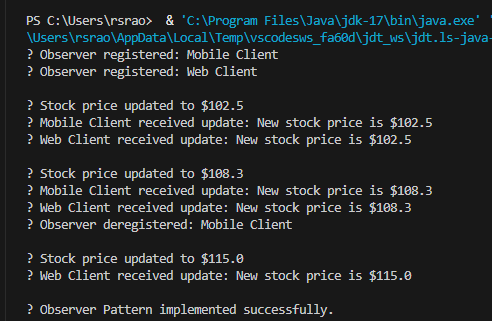 PS C:\Users\rsrao>  & 'C:\Program Files\Java\jdk-17\bin\java.exe' '
\Users\rsrao\AppData\Local\Temp\vscodesws_fa60d\jdt_ws\jdt.ls-java-
? Observer registered: Mobile Client
? Observer registered: Web Client
? Stock price updated to $102.5
? Mobile Client received update: New stock price is $102.5
? Web Client received update: New stock price is $102.5
? Stock price updated to $108.3
? Mobile Client received update: New stock price is $108.3
? Web Client received update: New stock price is $108.3
? Observer deregistered: Mobile Client
? Stock price updated to $115.0
? Web Client received update: New stock price is $115.0
? Observer Pattern implemented successfully.